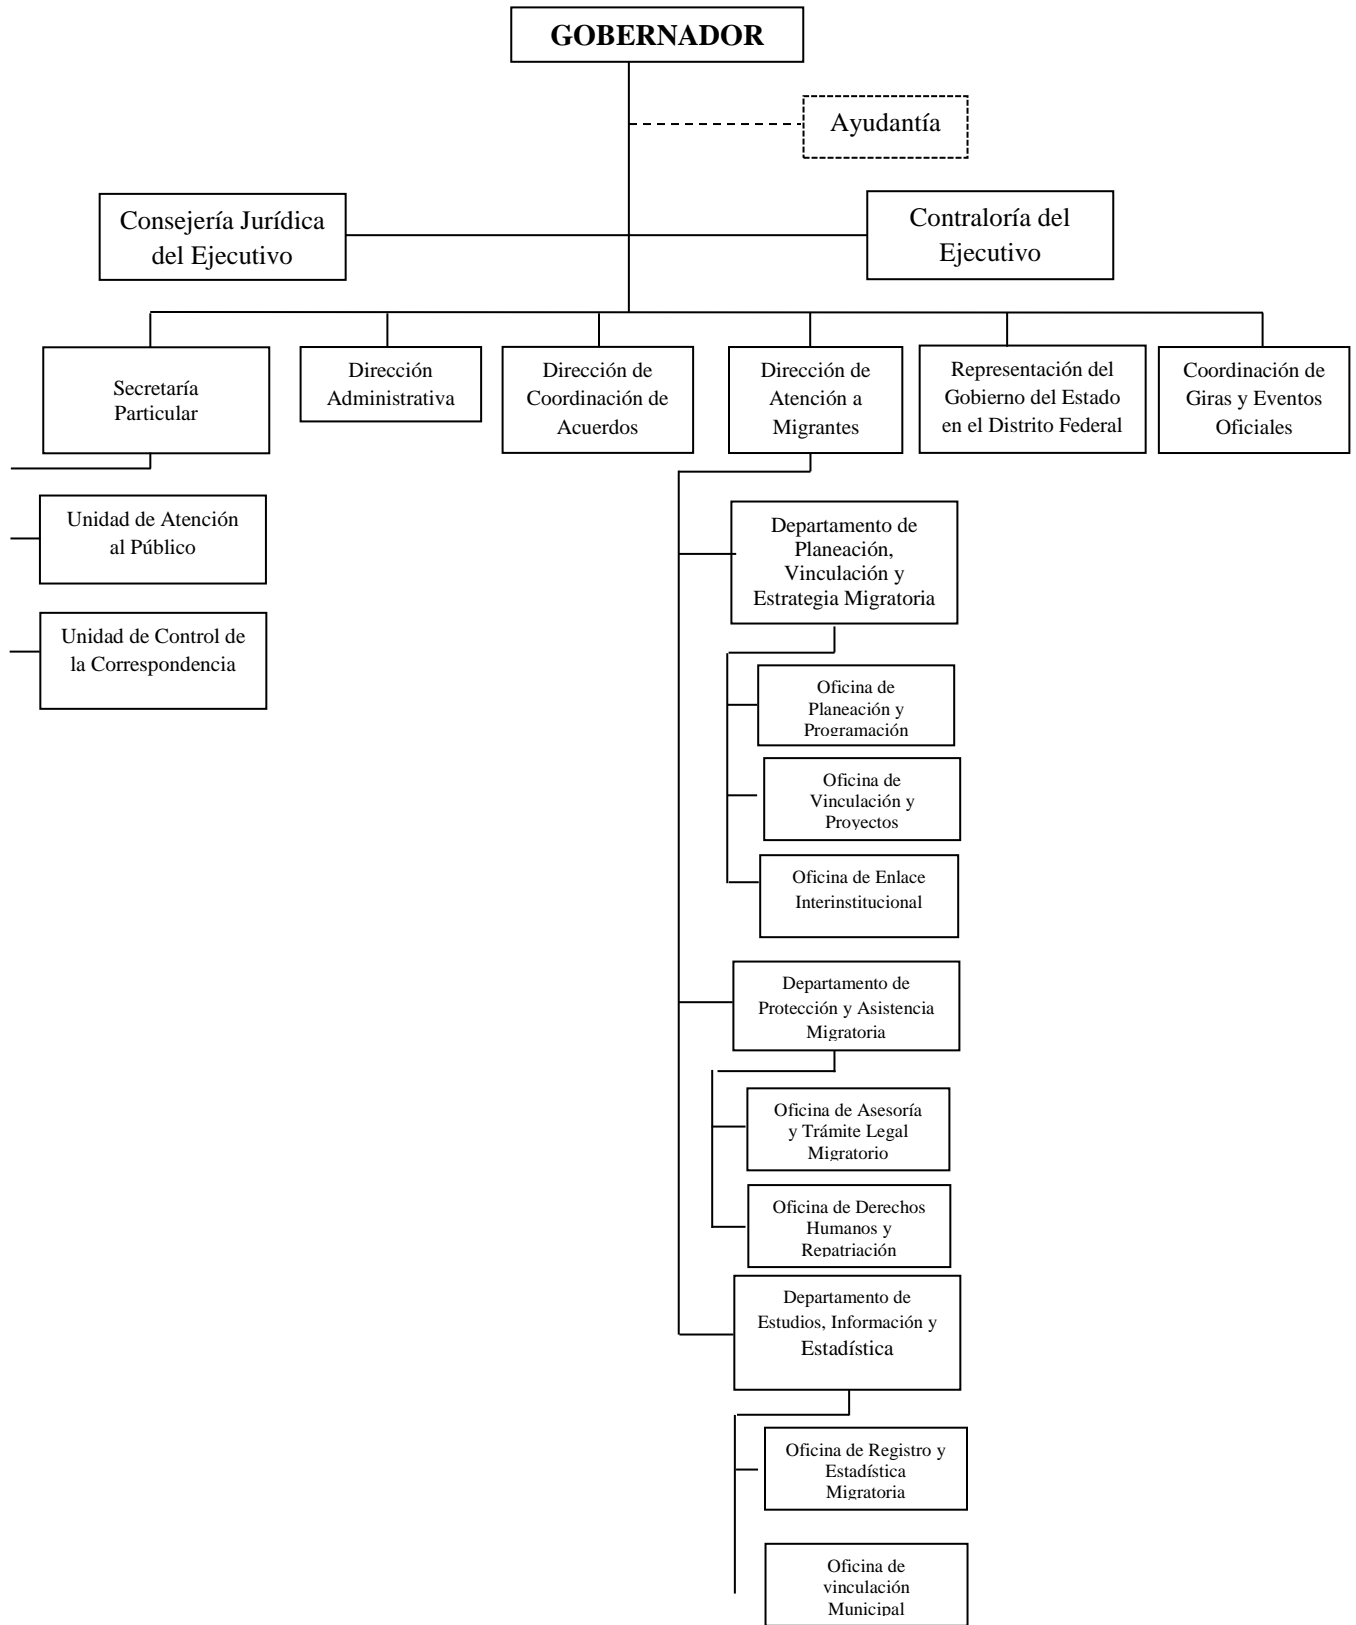 GOBERNADOR
Ayudantía
Consejería Jurídica
del Ejecutivo
Contraloría del
Ejecutivo
Secretaría
Particular
Dirección
Administrativa
Dirección de
Coordinación de
Acuerdos
Dirección de
Atención a
Migrantes
Representación del
Gobierno del Estado
en el Distrito Federal
Coordinación de
Giras y Eventos
Oficiales
Unidad de Atención
al Público
Unidad de Control de
la Correspondencia
Departamento de
Planeación,
Vinculación y
Estrategia Migratoria
Oficina de
Planeación y
Programación
Oficina de
Vinculación y
Proyectos
Oficina de Enlace
Interinstitucional
Departamento de
Protección y Asistencia
Migratoria
Oficina de Asesoría
y Trámite Legal
Migratorio
Oficina de Derechos
Humanos y
Repatriación
Departamento de
Estudios, Información y
Estadística
Oficina de Registro y
Estadística
Migratoria
Oficina de
vinculación
Municipal